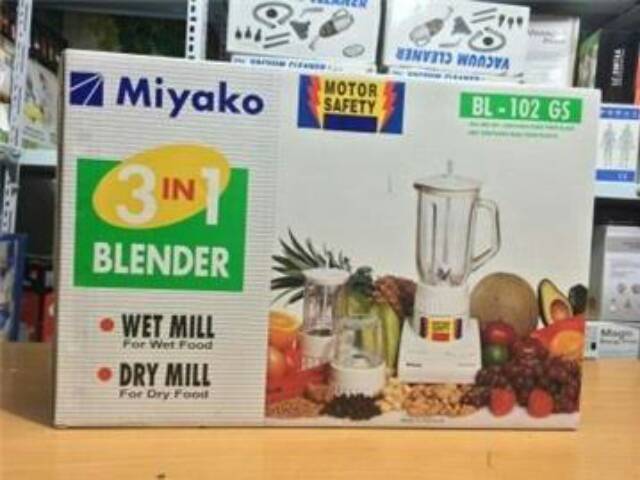 VACUUM CLEANER
Miyako
MOTOR
SAFETY
BL-102 GS
3 IN 1
BLENDER
WET MILL
For Wet Food
DRY MILL
For Dry Food